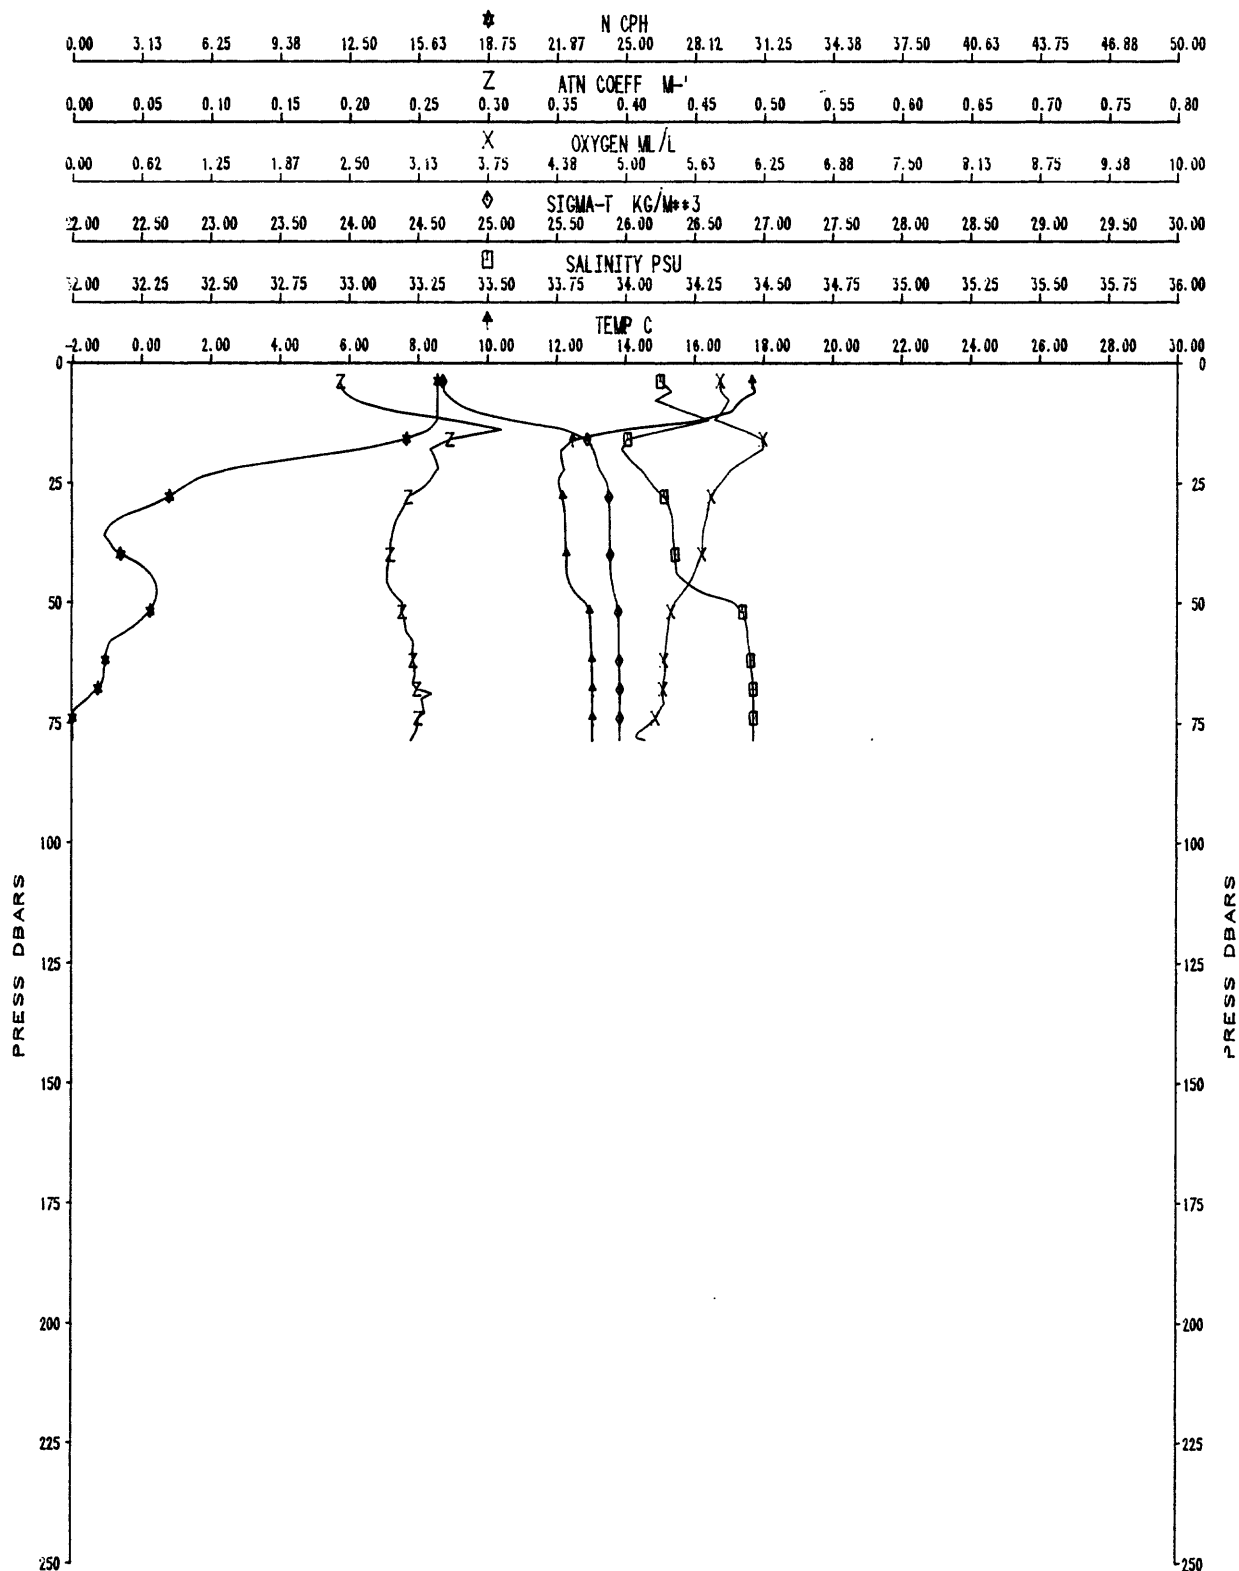 N CPH
0.00 3.13 6.25 9.38 12.50 15.63 18.75 21.87 25.00 28.12 31.25 34.38 37.50 40.63 43.75 46.88 50.00
ATN COEFF M-'
0.00 0.05 0.10 0.15 0.20 0.25 0.30 0.35 0.40 0.45 0.50 0.55 0.60 0.65 0.70 0.75 0.80
OXYGEN ML/L
0.00 0.62 1.25 1.87 2.50 3.13 3.75 4.38 5.00 5.63 6.25 6.88 7.50 8.13 8.75 9.38 10.00
SIGMA-T KG/M**3
22.00 22.50 23.00 23.50 24.00 24.50 25.00 25.50 26.00 26.50 27.00 27.50 28.00 28.50 29.00 29.50 30.00
SALINITY PSU
32.00 32.25 32.50 32.75 33.00 33.25 33.50 33.75 34.00 34.25 34.50 34.75 35.00 35.25 35.50 35.75 36.00
TEMP C
-2.00 0.00 2.00 4.00 6.00 8.00 10.00 12.00 14.00 16.00 18.00 20.00 22.00 24.00 26.00 28.00 30.00
0 0
25 25
50 50
75 75
100 100
125 125
150 150
175 175
200 200
225 225
250 250
PRESS DBARS
PRESS DBARS